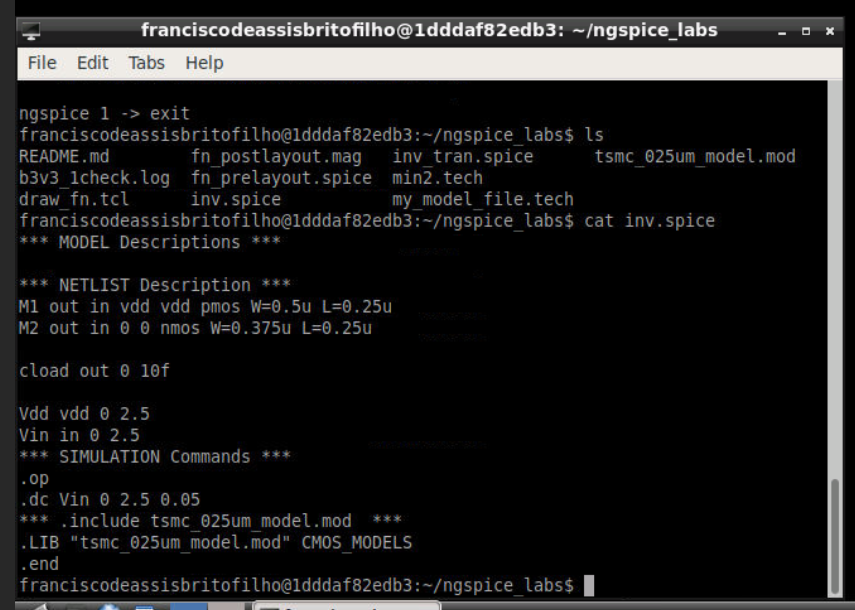 franciscodeassisbritofilho@1dddaf82edb3: ~/ngspice_labs
File Edit Tabs Help
ngspice 1 -> exit
franciscodeassisbritofilho@1dddaf82edb3:~/ngspice_labs$ ls
README.md fn_postlayout.mag inv_tran.spice tsmc_025um_model.mod
b3v3_1check.log fn_prelayout.spice min2.tech
draw_fn.tcl inv.spice my_model_file.tech
franciscodeassisbritofilho@1dddaf82edb3:~/ngspice_labs$ cat inv.spice
*** MODEL Descriptions ***
*** NETLIST Description ***
M1 out in vdd vdd pmos W=0.5u L=0.25u
M2 out in 0 0 nmos W=0.375u L=0.25u
cload out 0 10f
Vdd vdd 0 2.5
Vin in 0 2.5
*** SIMULATION Commands ***
.op
.dc Vin 0 2.5 0.05
*** .include tsmc_025um_model.mod ***
.LIB "tsmc_025um_model.mod" CMOS_MODELS
.end
franciscodeassisbritofilho@1dddaf82edb3:~/ngspice_labs$